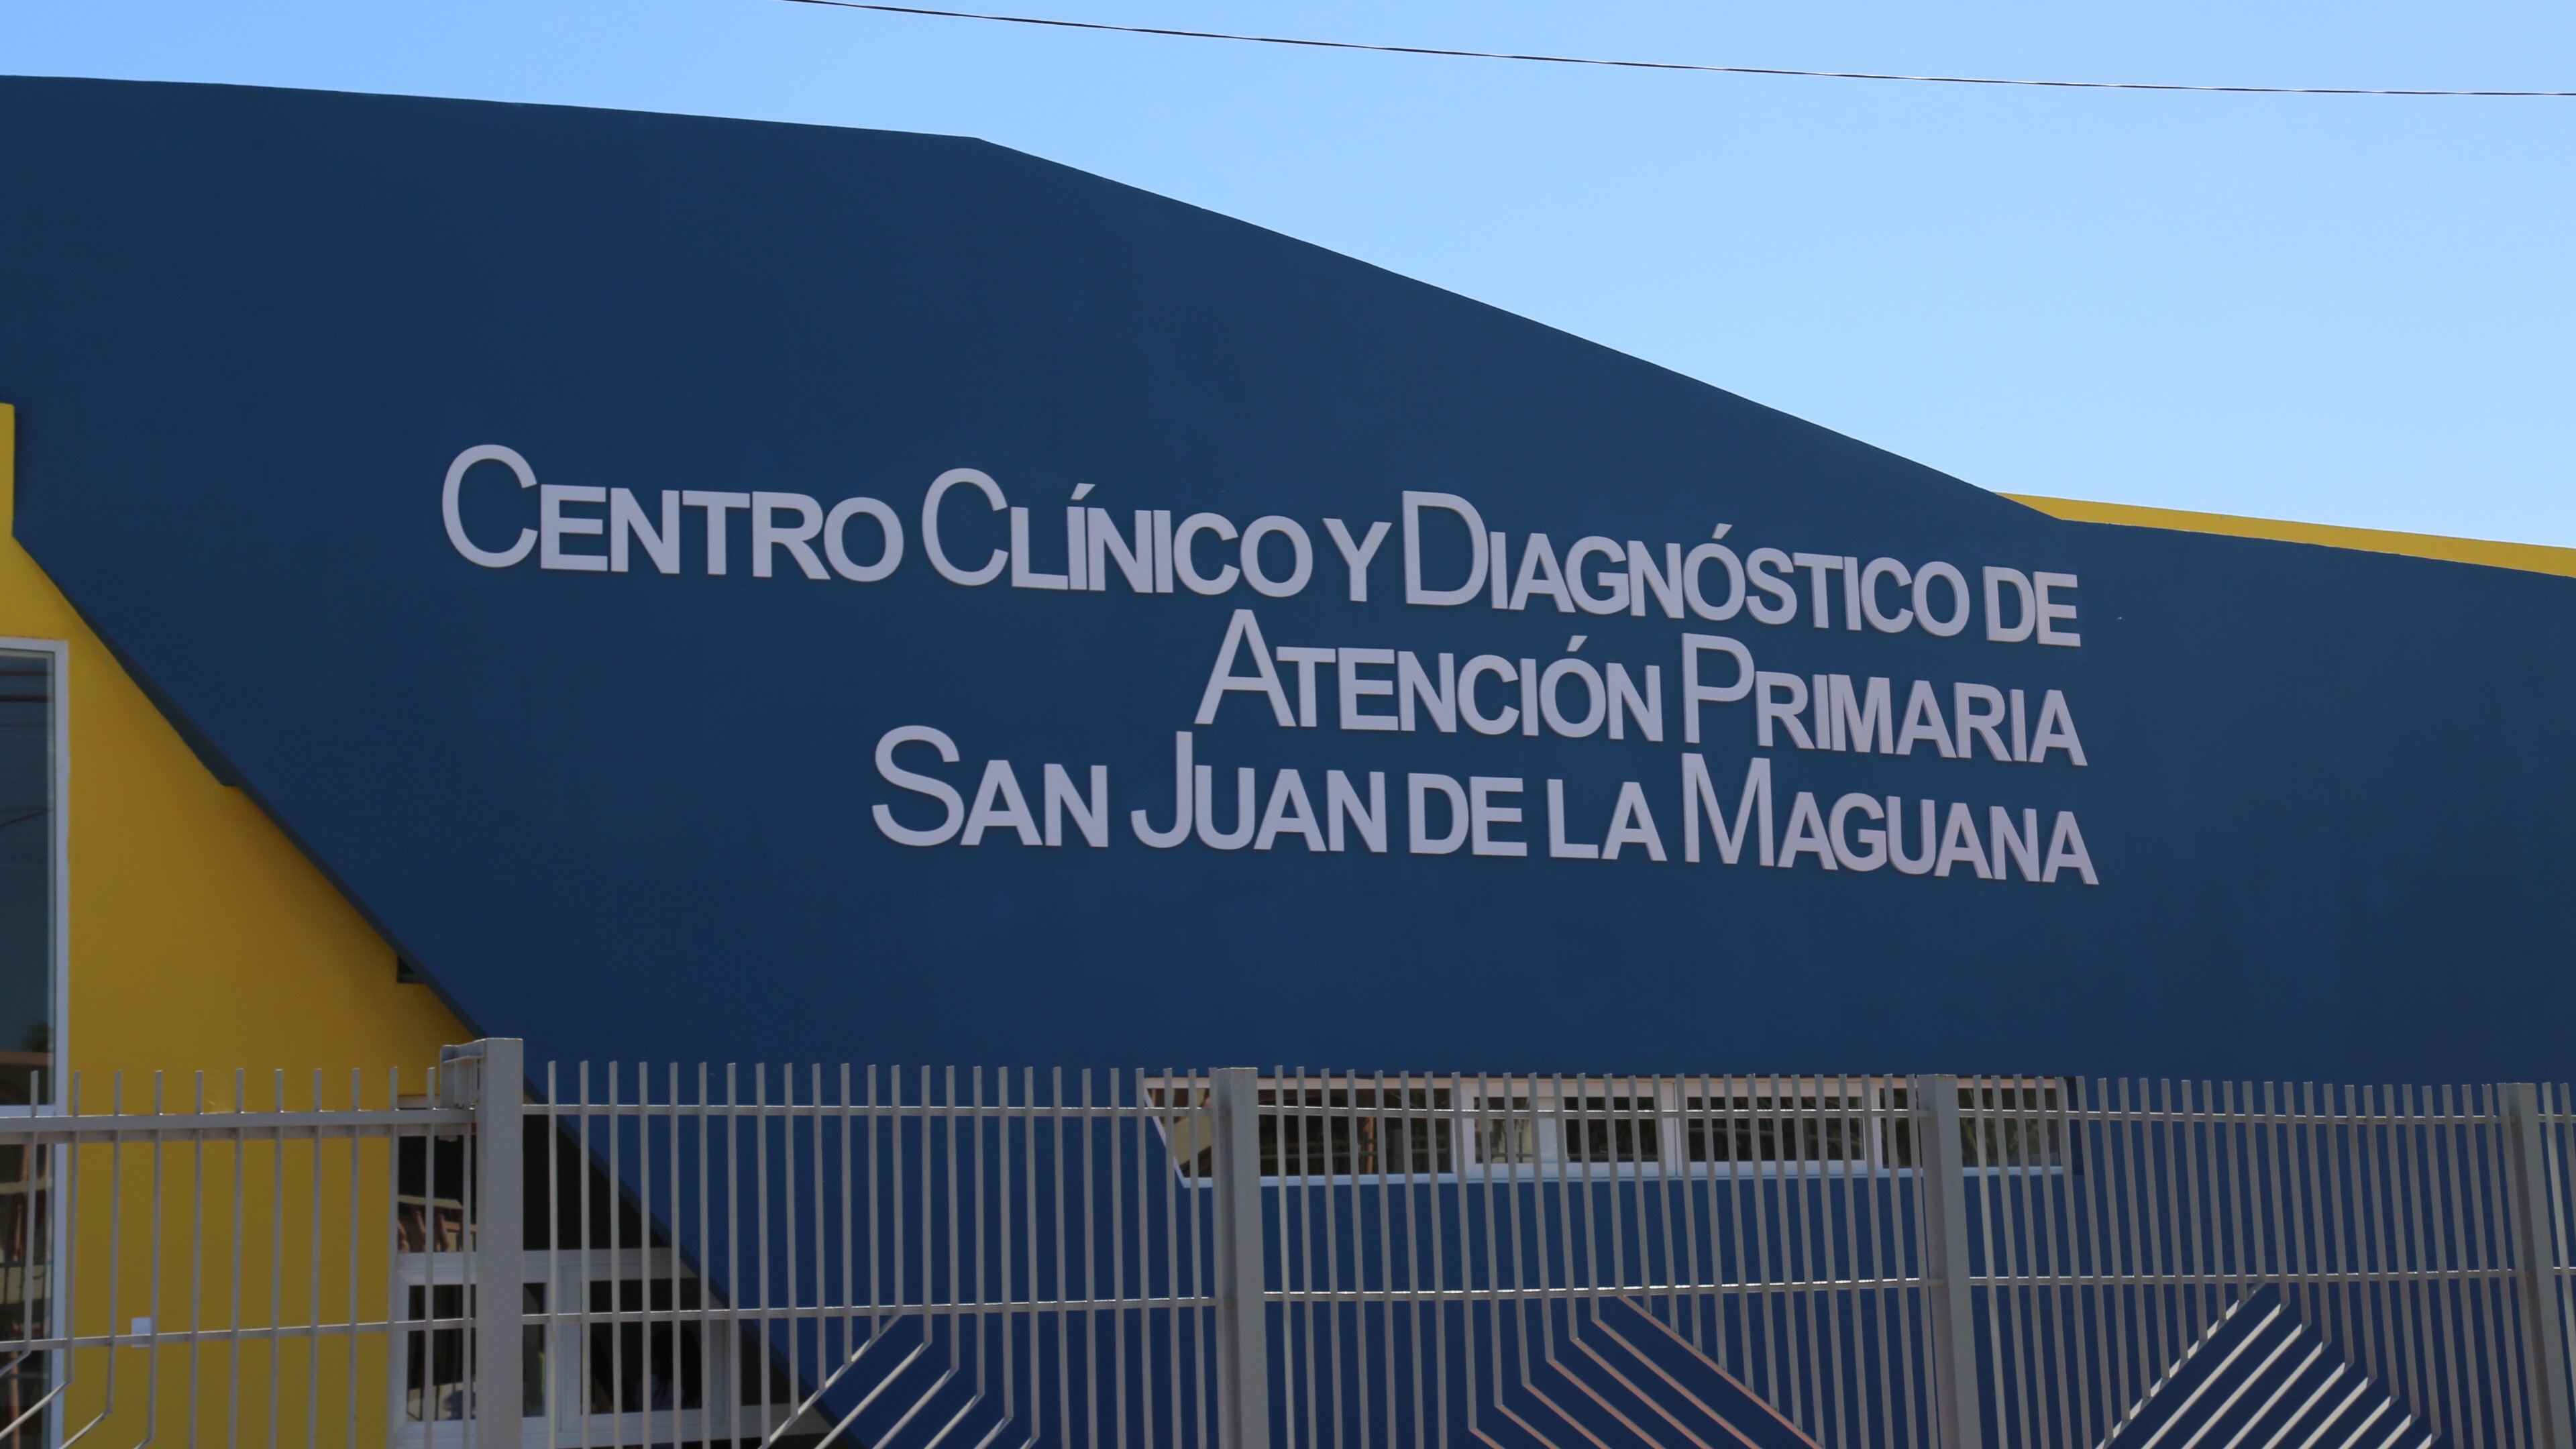 CENTRO CLÍNICO Y DIAGNÓSTICO DE
ATENCIÓN PRIMARIA
SAN JUAN DE LA MAGUANA